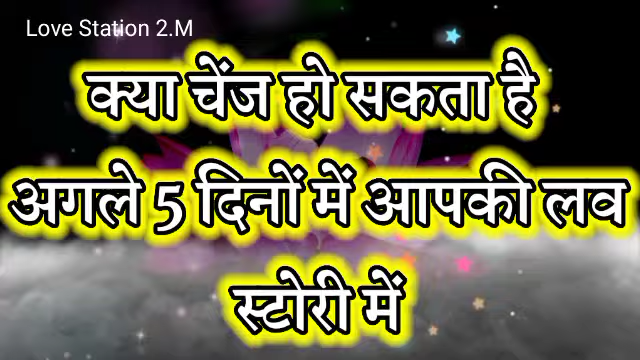 Love Station 2.M
क्या चेंज हो सकता है
अगले 5 दिनों में आपकी लव
स्टोरी में